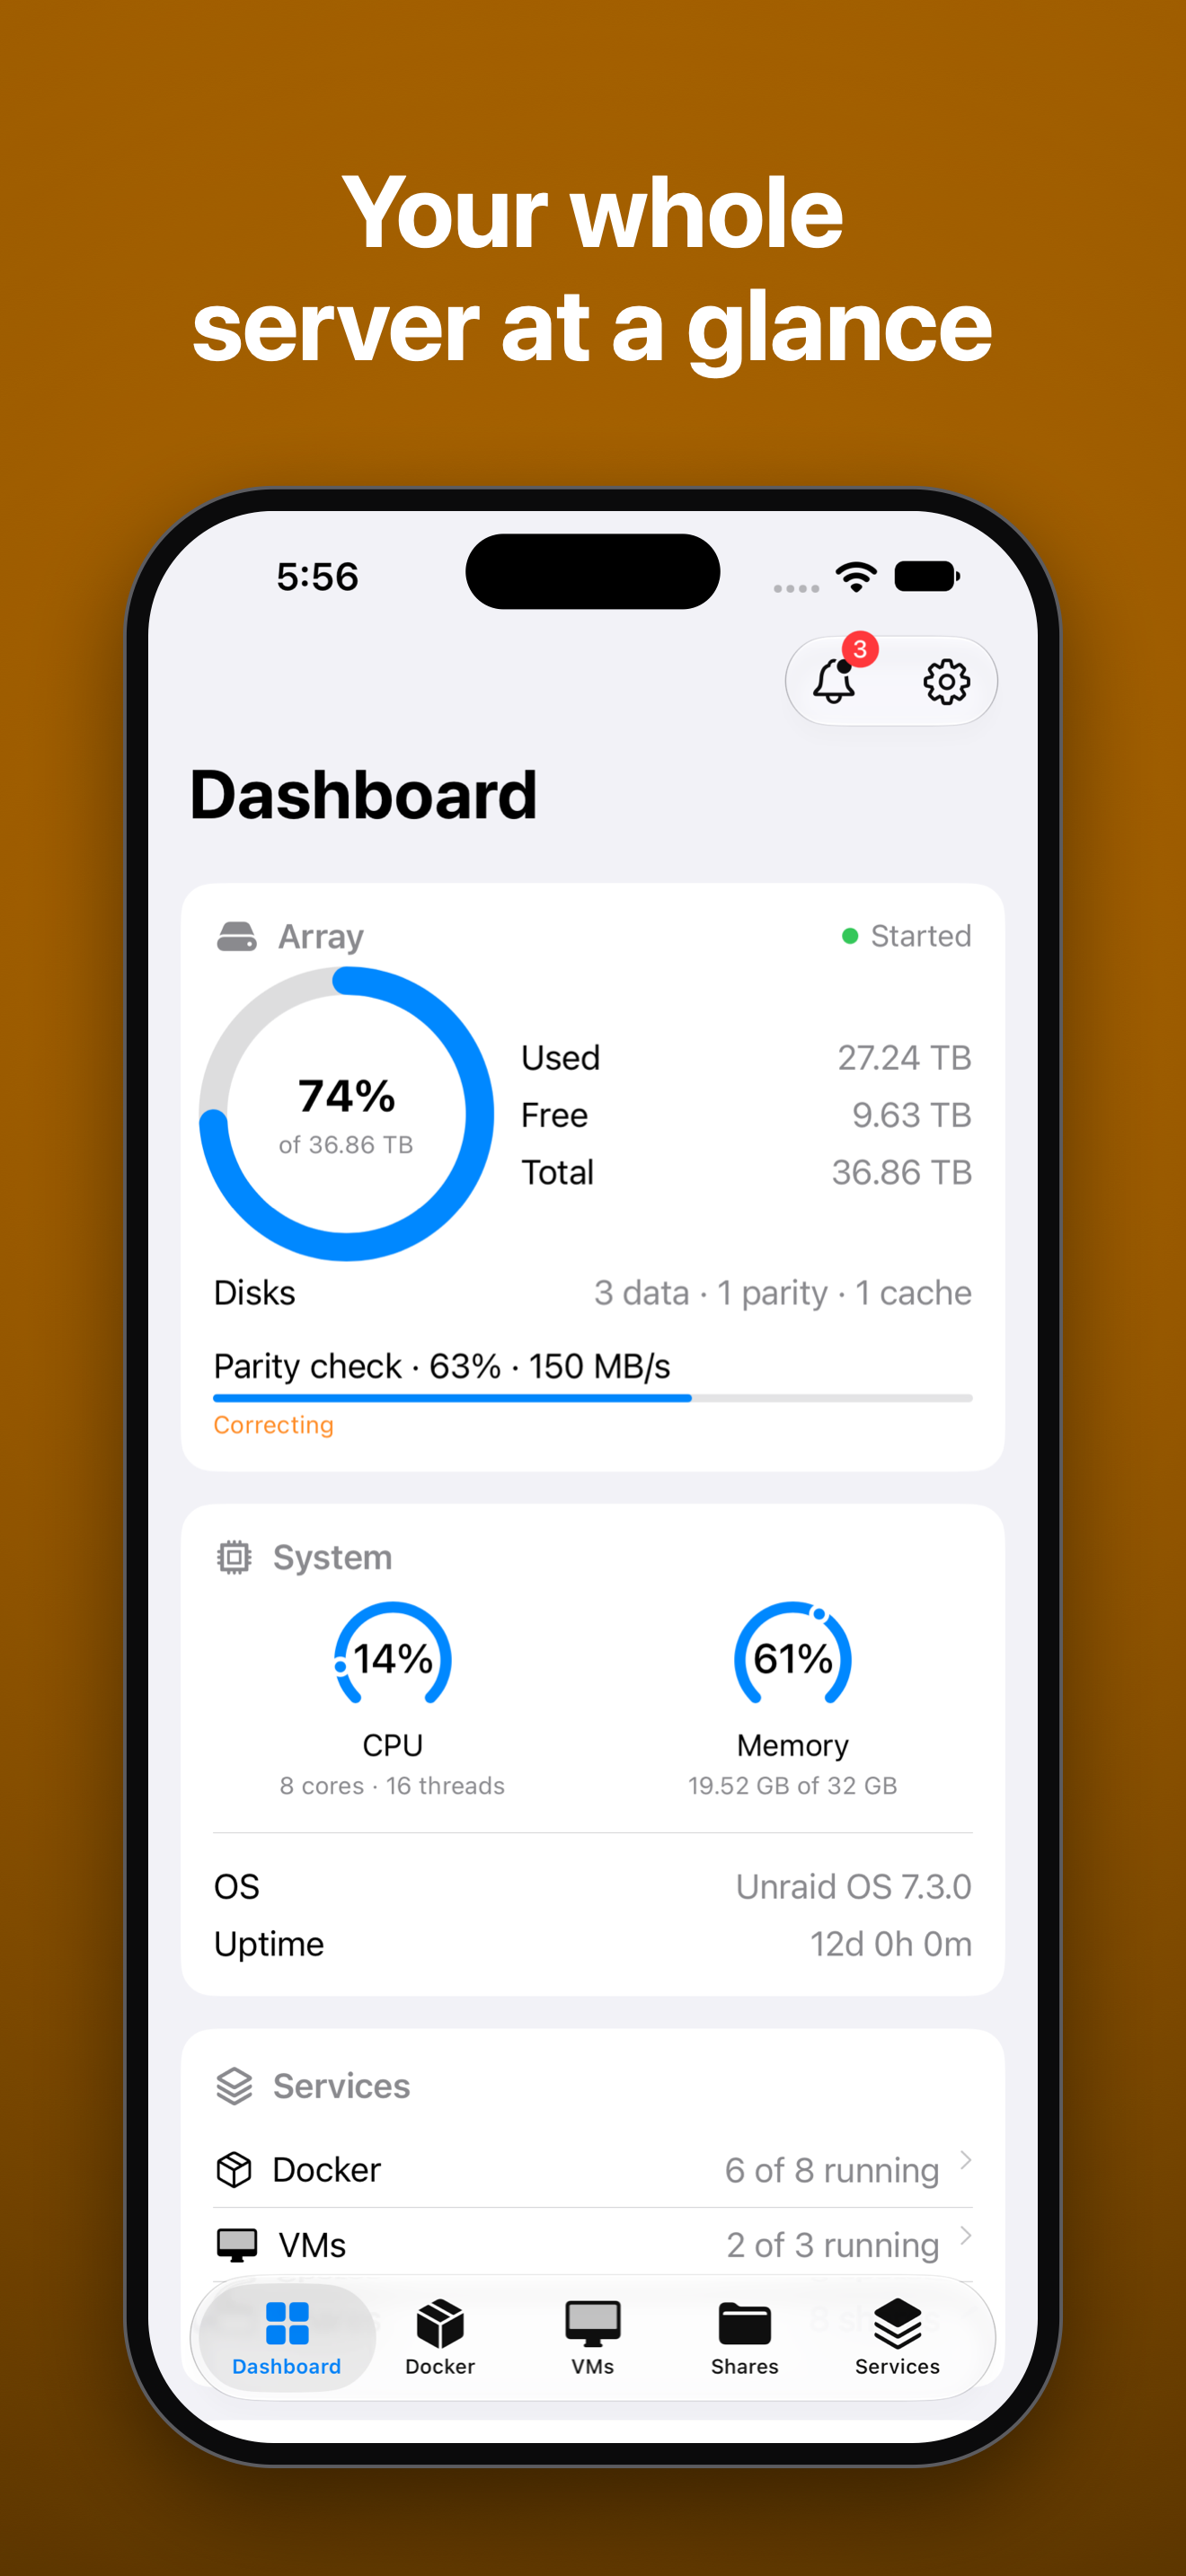 Your whole
server at a glance
5:56
3
Dashboard
Array
Started
74%
of 36.86 TB
Used
27.24 TB
Free
9.63 TB
Total
36.86 TB
Disks
3 data · 1 parity · 1 cache
Parity check · 63% · 150 MB/s
Correcting
System
14%
61%
CPU
Memory
8 cores · 16 threads
19.52 GB of 32 GB
OS
Unraid OS 7.3.0
Uptime
12d 0h 0m
Services
Docker
6 of 8 running
VMs
2 of 3 running
Dashboard
Docker
VMs
Shares
Services